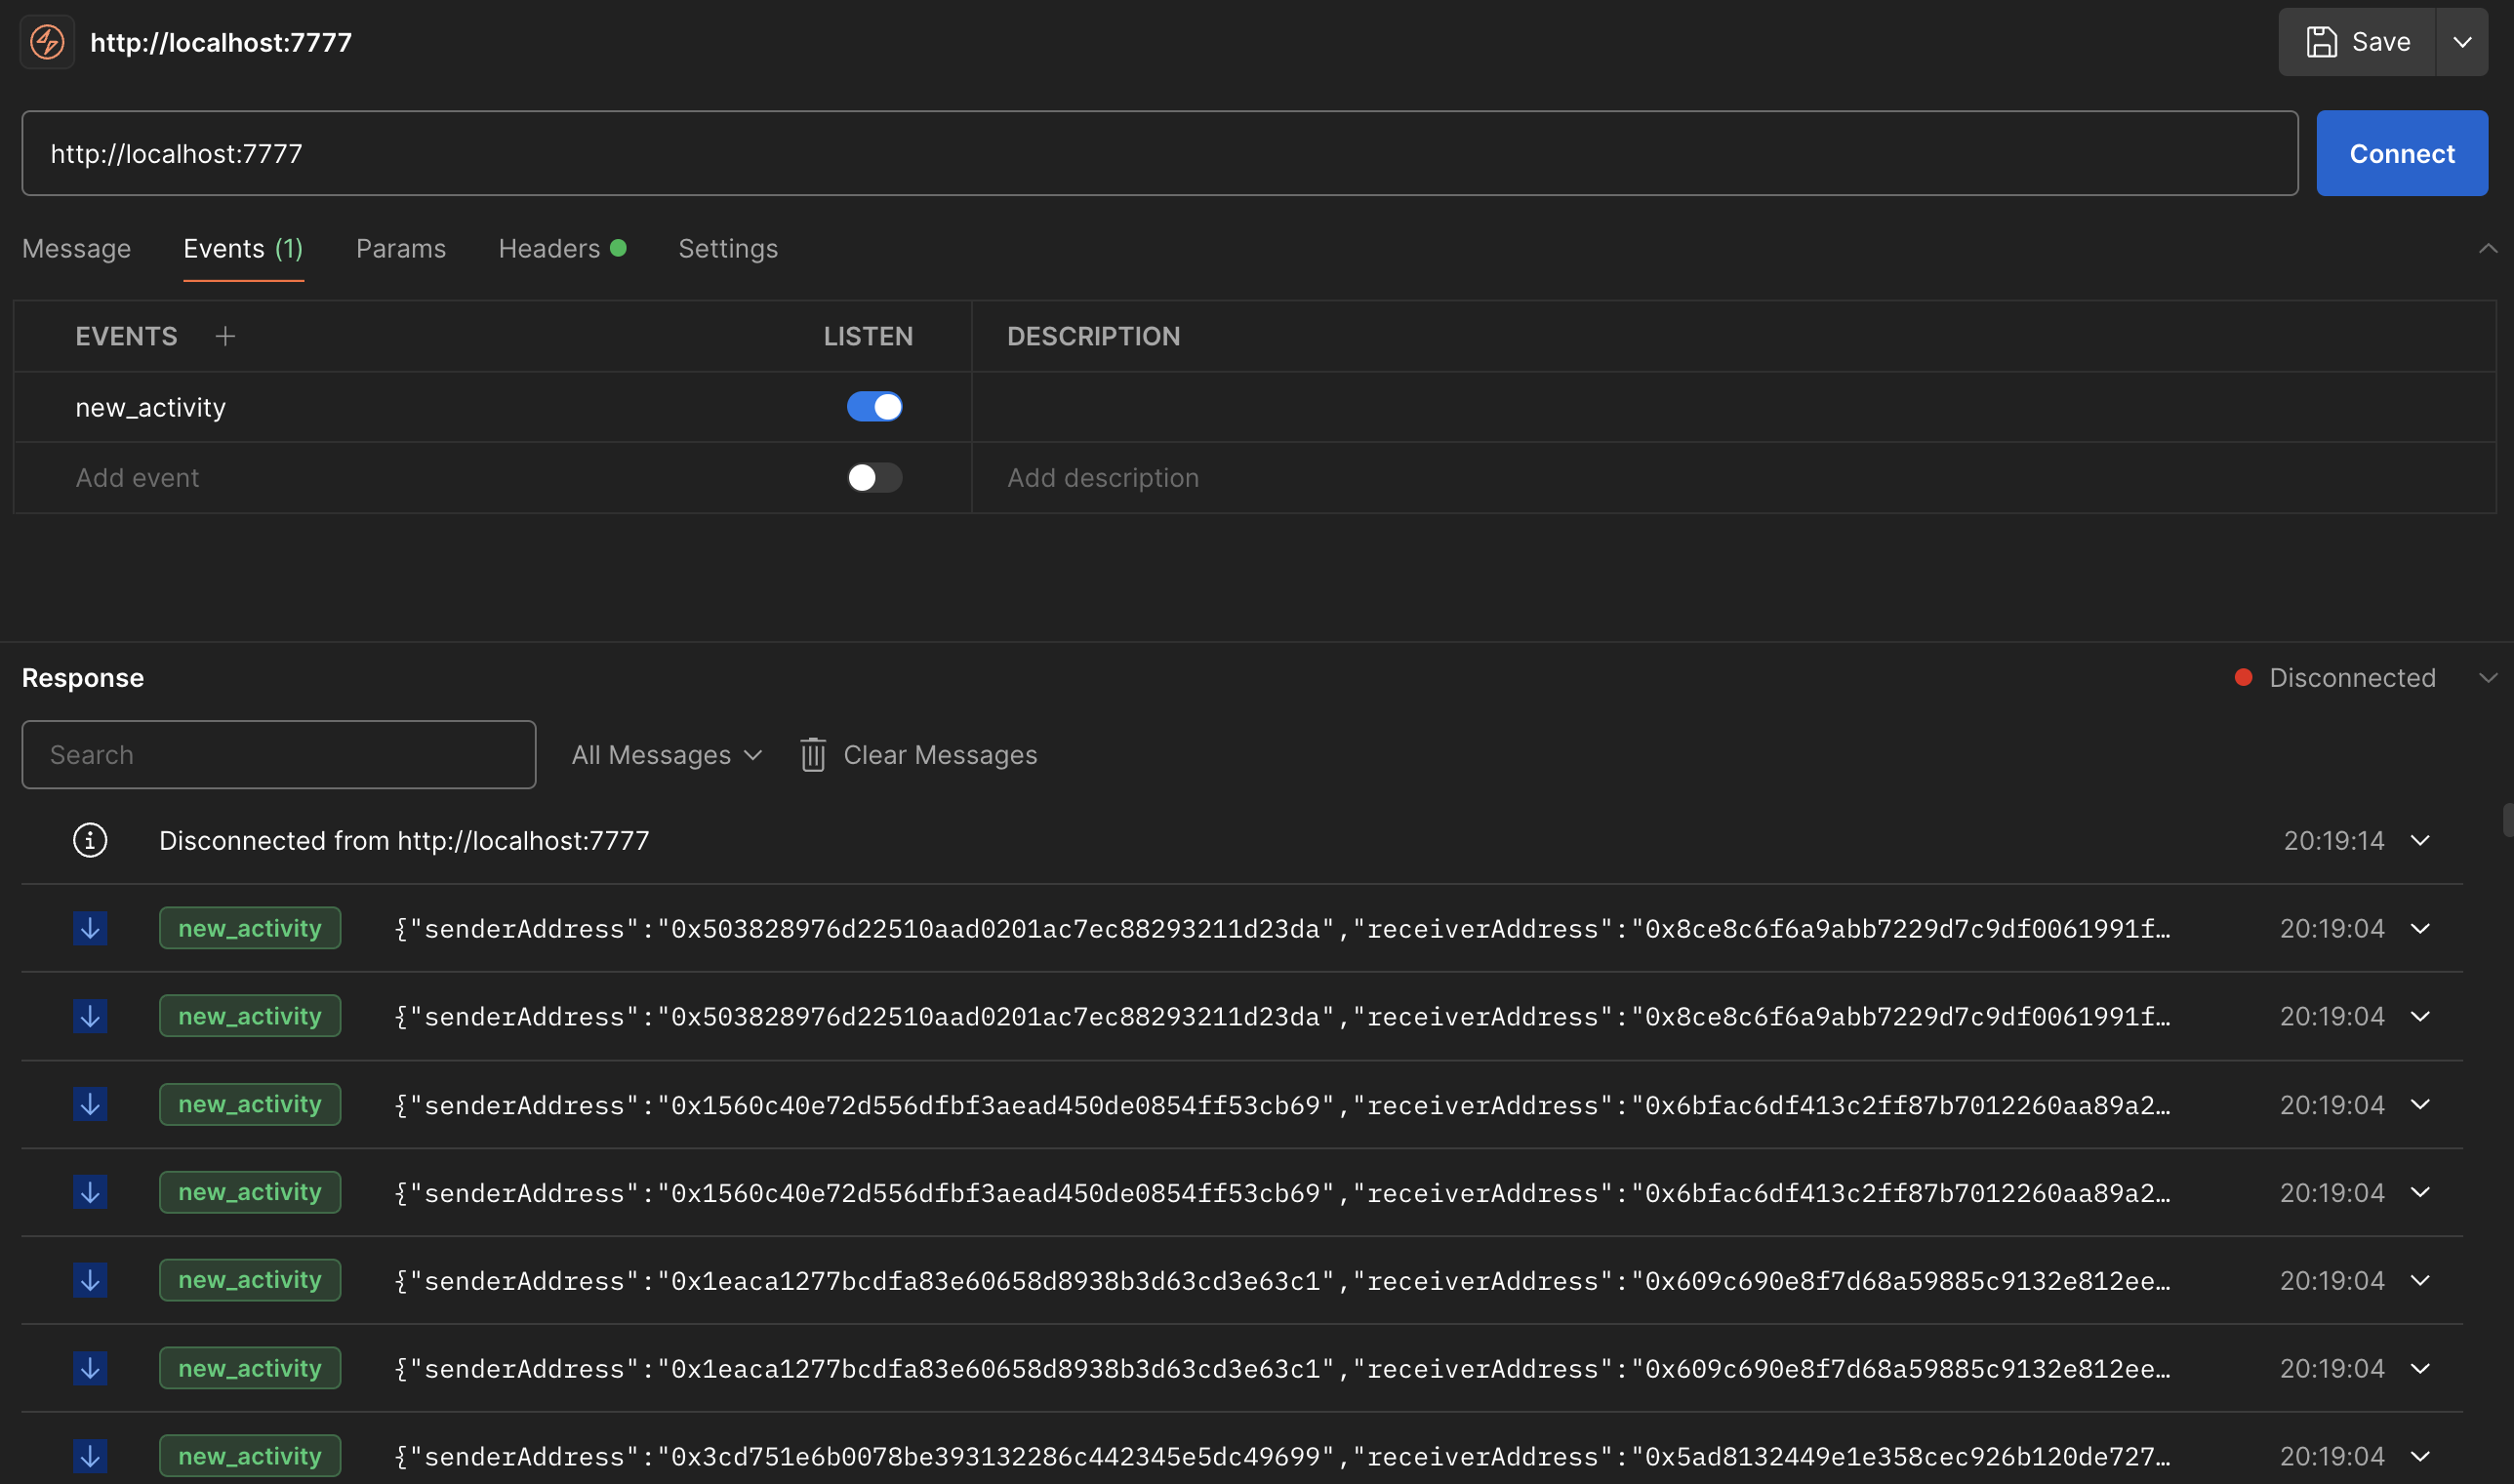 http://localhost:7777
Save
http://localhost:7777
Connect
Message Events (1) Params Headers Settings
EVENTS + LISTEN DESCRIPTION
new_activity
Add event Add description
Response Disconnected
Search All Messages Clear Messages
Disconnected from http://localhost:7777 20:19:14
new_activity {"senderAddress":"0x503828976d22510aad0201ac7ec88293211d23da","receiverAddress":"0x8ce8c6f6a9abb7229d7c9df0061991f… 20:19:04
new_activity {"senderAddress":"0x503828976d22510aad0201ac7ec88293211d23da","receiverAddress":"0x8ce8c6f6a9abb7229d7c9df0061991f… 20:19:04
new_activity {"senderAddress":"0x1560c40e72d556dfbf3aead450de0854ff53cb69","receiverAddress":"0x6bfac6df413c2ff87b7012260aa89a2… 20:19:04
new_activity {"senderAddress":"0x1560c40e72d556dfbf3aead450de0854ff53cb69","receiverAddress":"0x6bfac6df413c2ff87b7012260aa89a2… 20:19:04
new_activity {"senderAddress":"0x1eaca1277bcdfa83e60658d8938b3d63cd3e63c1","receiverAddress":"0x609c690e8f7d68a59885c9132e812ee… 20:19:04
new_activity {"senderAddress":"0x1eaca1277bcdfa83e60658d8938b3d63cd3e63c1","receiverAddress":"0x609c690e8f7d68a59885c9132e812ee… 20:19:04
new_activity {"senderAddress":"0x3cd751e6b0078be393132286c442345e5dc49699","receiverAddress":"0x5ad8132449e1e358cec926b120de727… 20:19:04